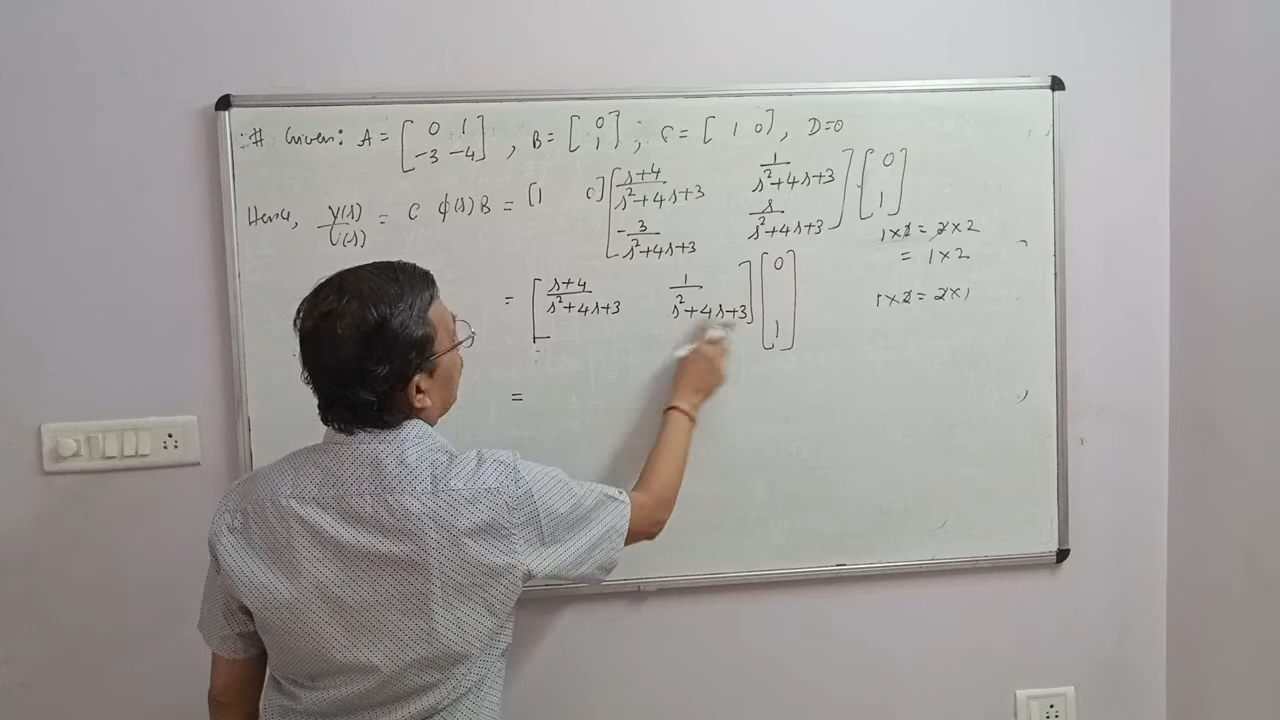 # Given: A = [ 0 1 ; -3 -4 ], B = [ 0 ; 1 ], C = [ 1 0 ], D=0
Hence, Y(s)/U(s) = C φ(s) B = [1 0] [ s+4/s²+4s+3 1/s²+4s+3 ; -3/s²+4s+3 s/s²+4s+3 ] [ 0 ; 1 ]
1×2 = 2×2
= 1×2
= [ s+4/s²+4s+3 1/s²+4s+3 ] [ 0 ; 1 ]
1×2 = 2×1
=